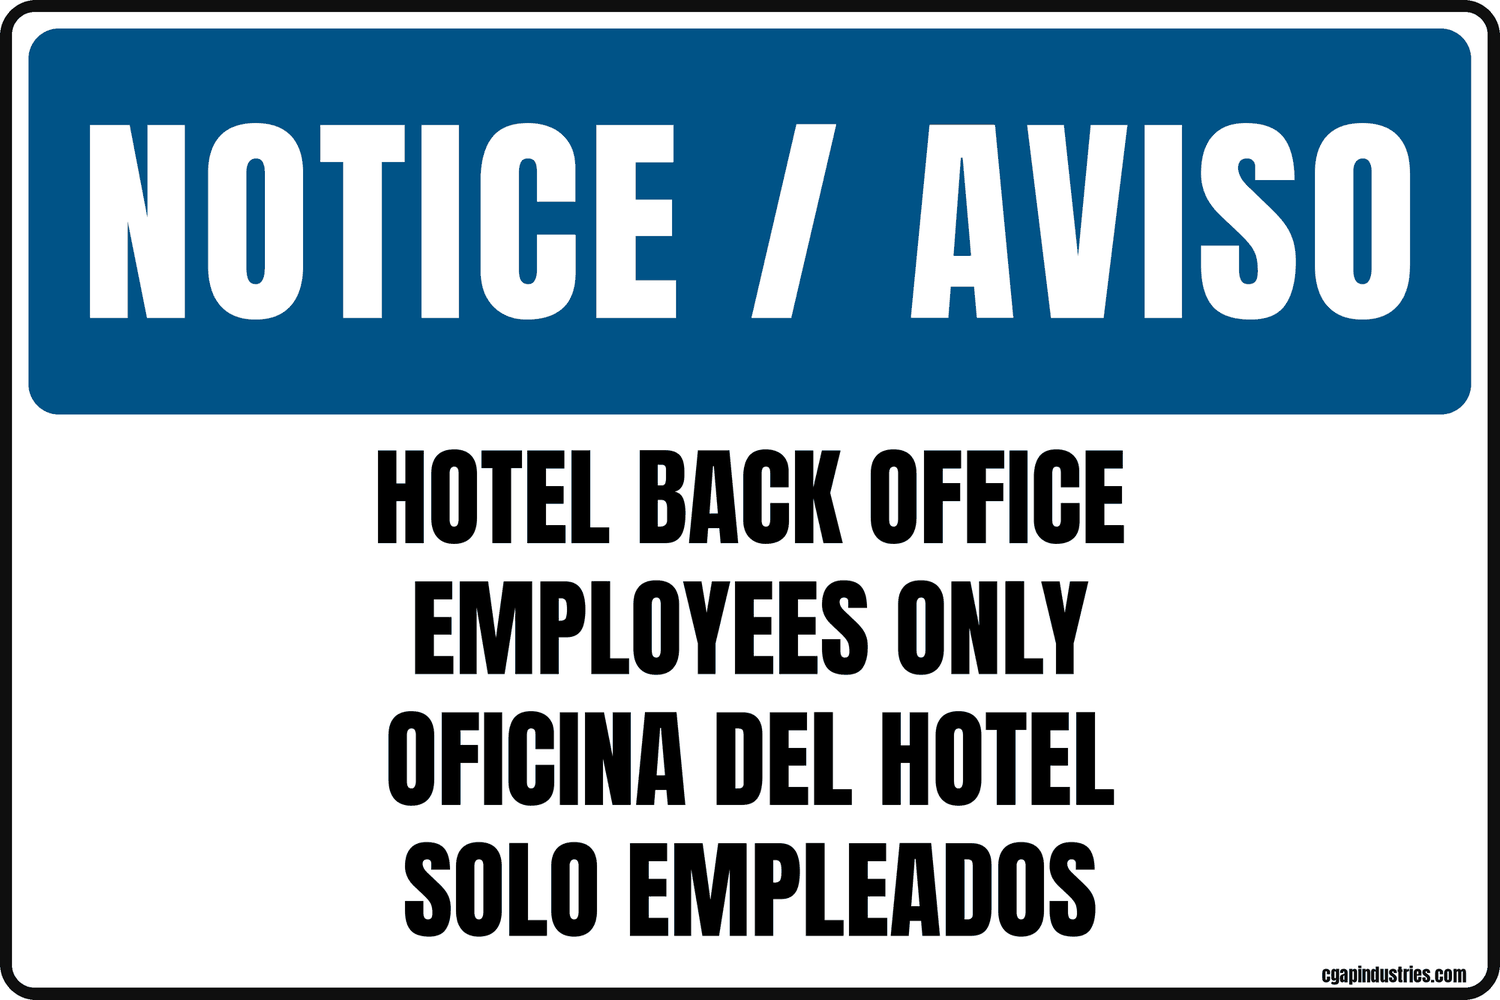 NOTICE / AVISO
HOTEL BACK OFFICE
EMPLOYEES ONLY
OFICINA DEL HOTEL
SOLO EMPLEADOS
cgapindustries.com